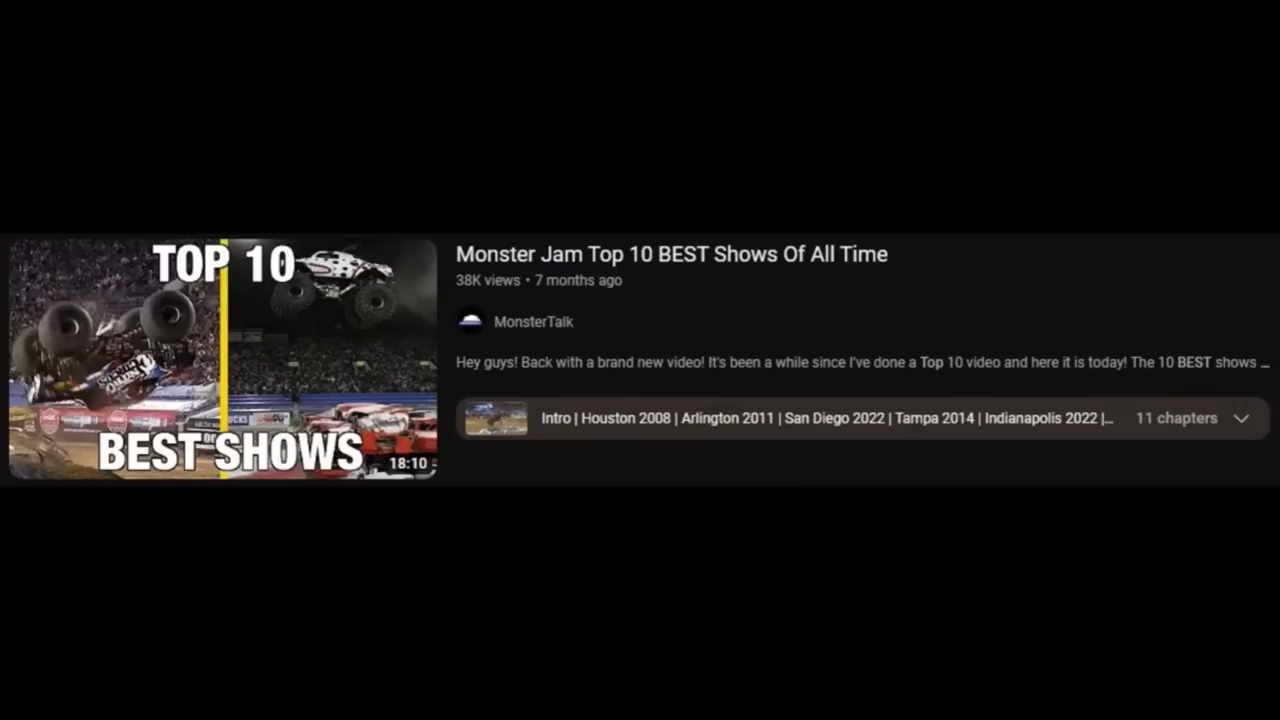 TOP 10
BEST SHOWS
18:10
Monster Jam Top 10 BEST Shows Of All Time
38K views • 7 months ago
MonsterTalk
Hey guys! Back with a brand new video! It's been a while since I've done a Top 10 video and here it is today! The 10 BEST shows ...
Intro | Houston 2008 | Arlington 2011 | San Diego 2022 | Tampa 2014 | Indianapolis 2022 |...
11 chapters